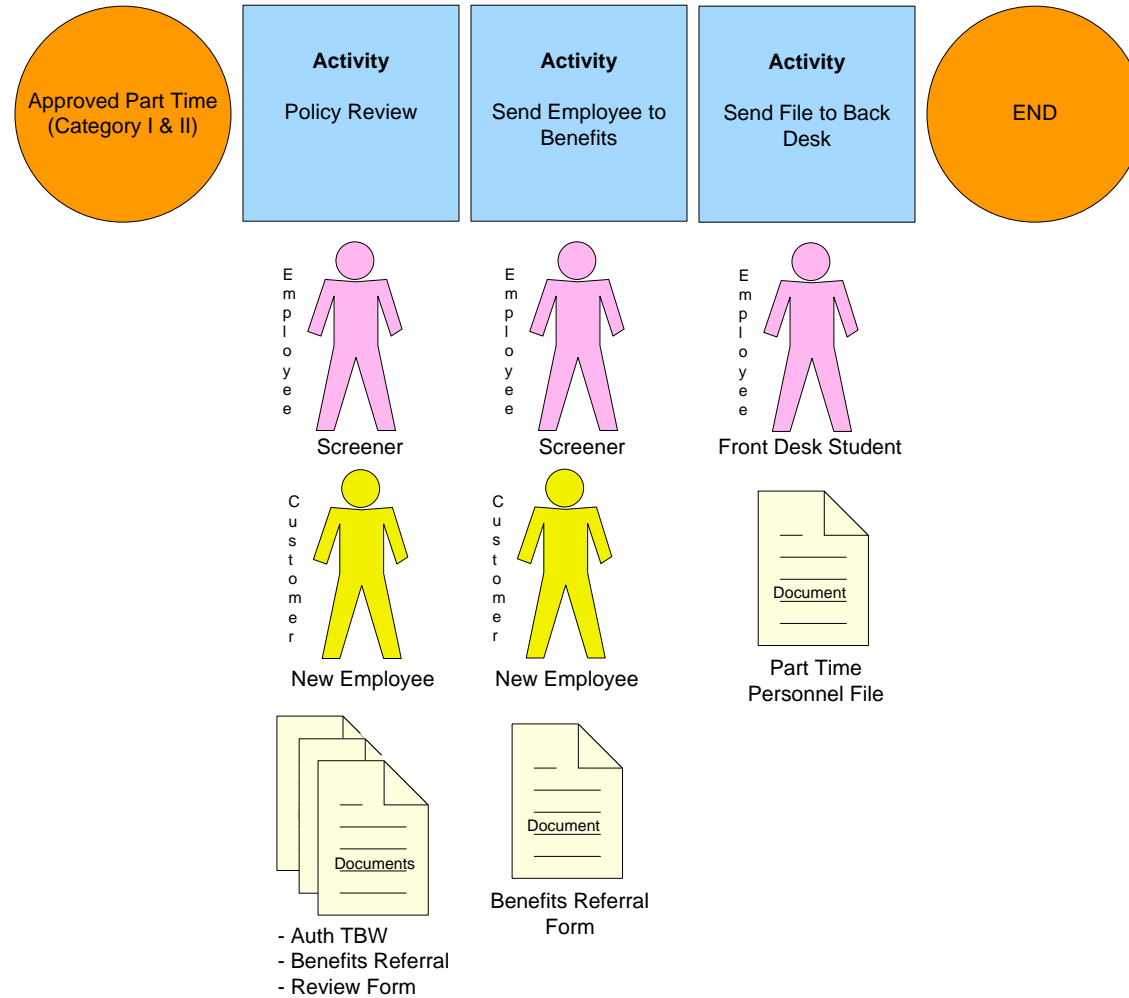 Approved Part Time
(Category I & II)
Activity
Policy Review
Activity
Send Employee to
Benefits
Activity
Send File to Back
Desk
END
Employee
Screener
Employee
Screener
Employee
Front Desk Student
Customer
New Employee
Customer
New Employee
Document
Part Time
Personnel File
Documents
- Auth TBW
- Benefits Referral
- Review Form
Document
Benefits Referral
Form